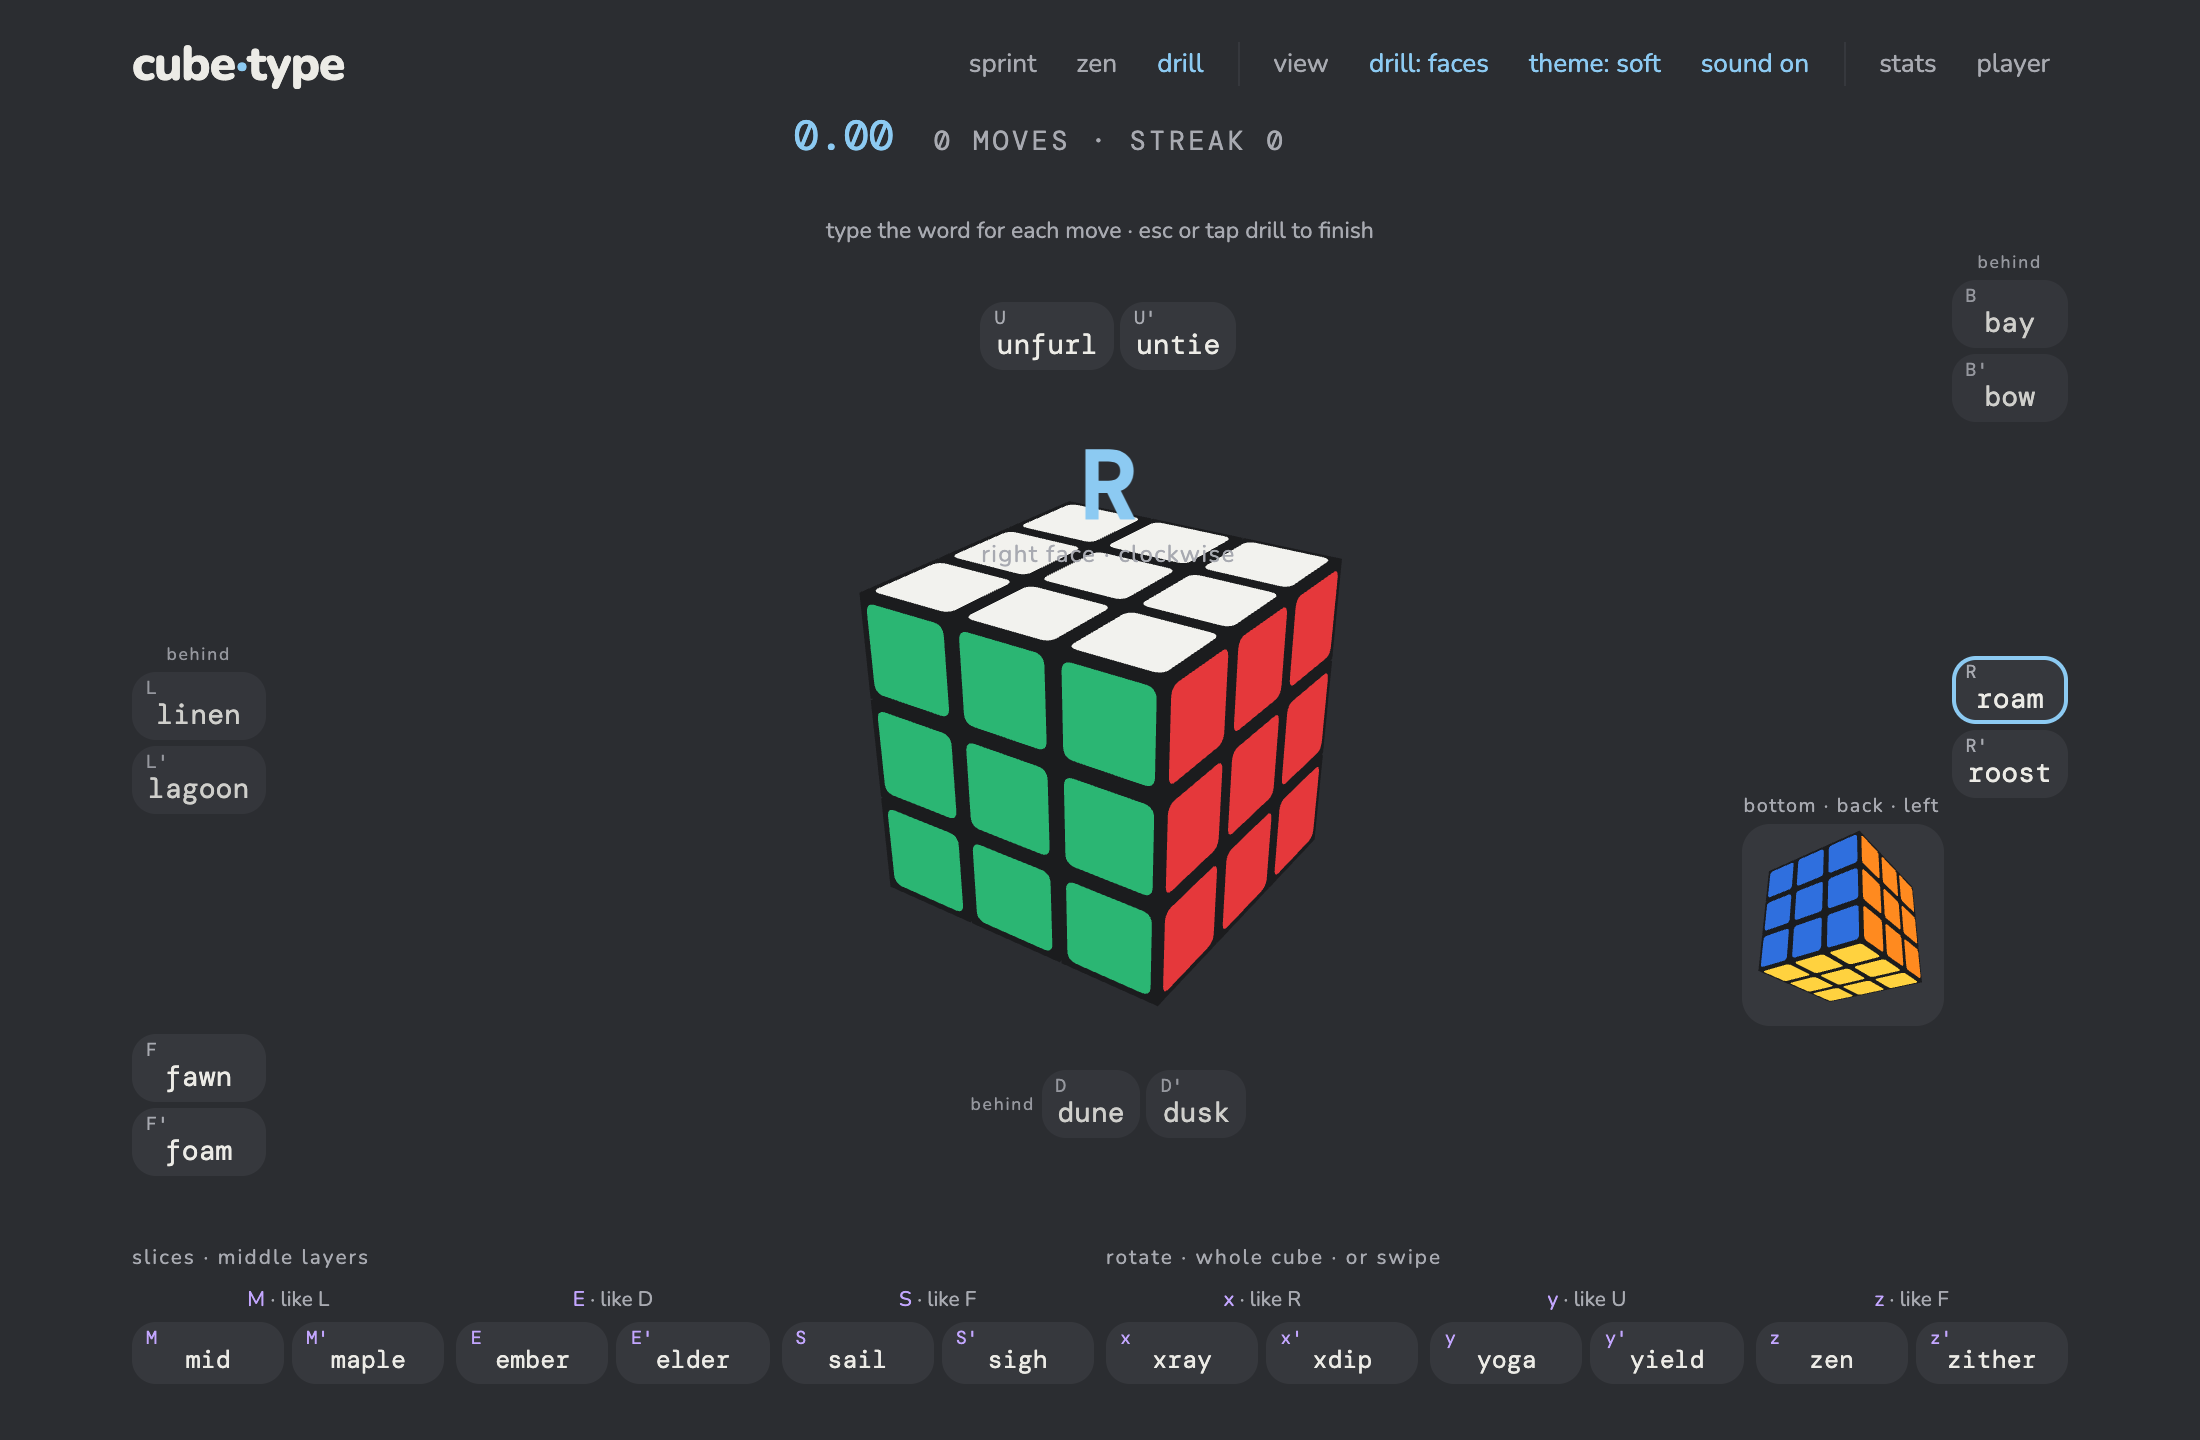 cube·type
sprint zen drill view drill: faces theme: soft sound on stats player
0.00 0 MOVES · STREAK 0
type the word for each move · esc or tap drill to finish
behind
B
bay
B'
bow
U
unfurl
U'
untie
R
right face · clockwise
behind
L
linen
L'
lagoon
R
roam
R'
roost
bottom · back · left
F
fawn
F'
foam
behind
D
dune
D'
dusk
slices · middle layers
rotate · whole cube · or swipe
M · like L
E · like D
S · like F
x · like R
y · like U
z · like F
M
mid
M'
maple
E
ember
E'
elder
S
sail
S'
sigh
x
xray
x'
xdip
y
yoga
y'
yield
z
zen
z'
zither